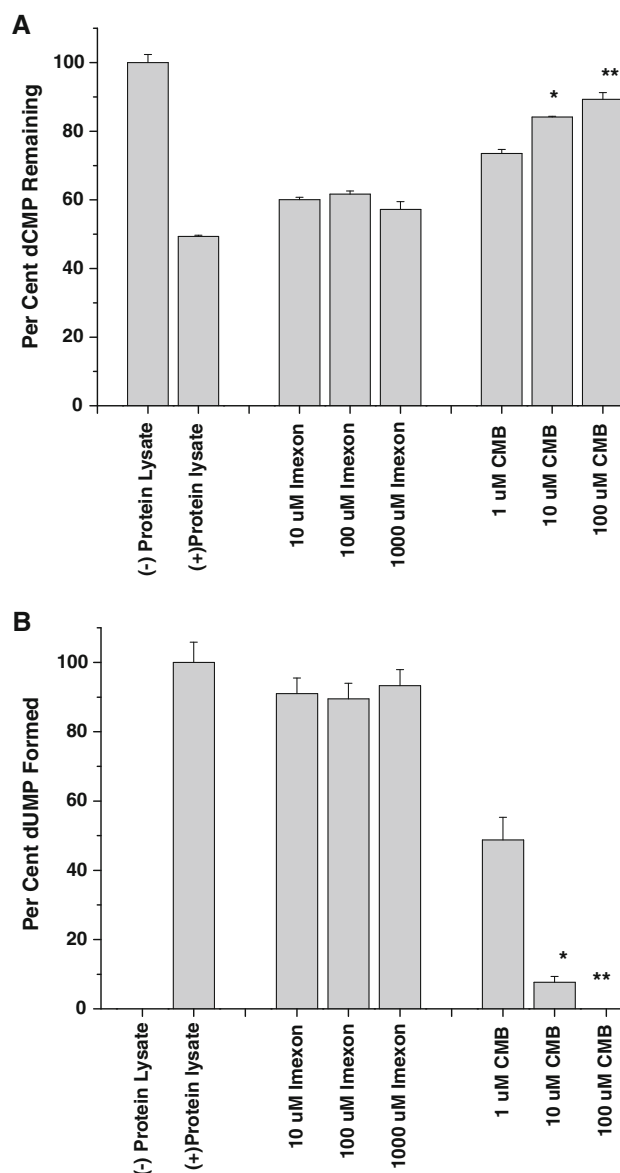 A
Per Cent dCMP Remaining
100
80
60
40
20
0
*
**
(-) Protein Lysate
(+)Protein lysate
10 uM Imexon
100 uM Imexon
1000 uM Imexon
1 uM CMB
10 uM CMB
100 uM CMB
B
Per Cent dUMP Formed
100
80
60
40
20
0
*
**
(-) Protein Lysate
(+)Protein lysate
10 uM Imexon
100 uM Imexon
1000 uM Imexon
1 uM CMB
10 uM CMB
100 uM CMB